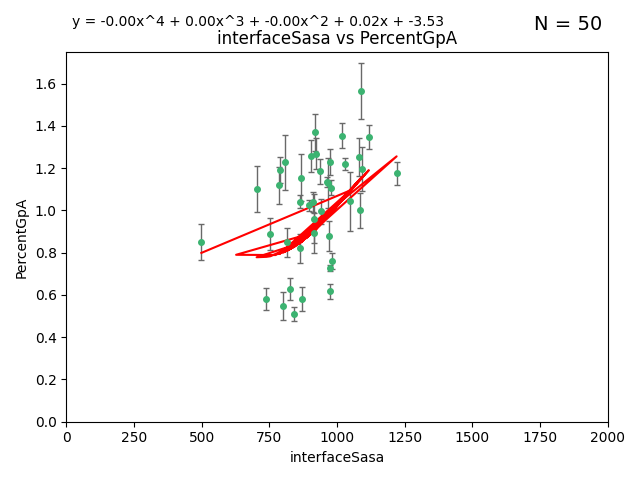 y = -0.00x^4 + 0.00x^3 + -0.00x^2 + 0.02x + -3.53
N = 50
interfaceSasa vs PercentGpA
PercentGpA
1.6
1.4
1.2
1.0
0.8
0.6
0.4
0.2
0.0
0 250 500 750 1000 1250 1500 1750 2000
interfaceSasa